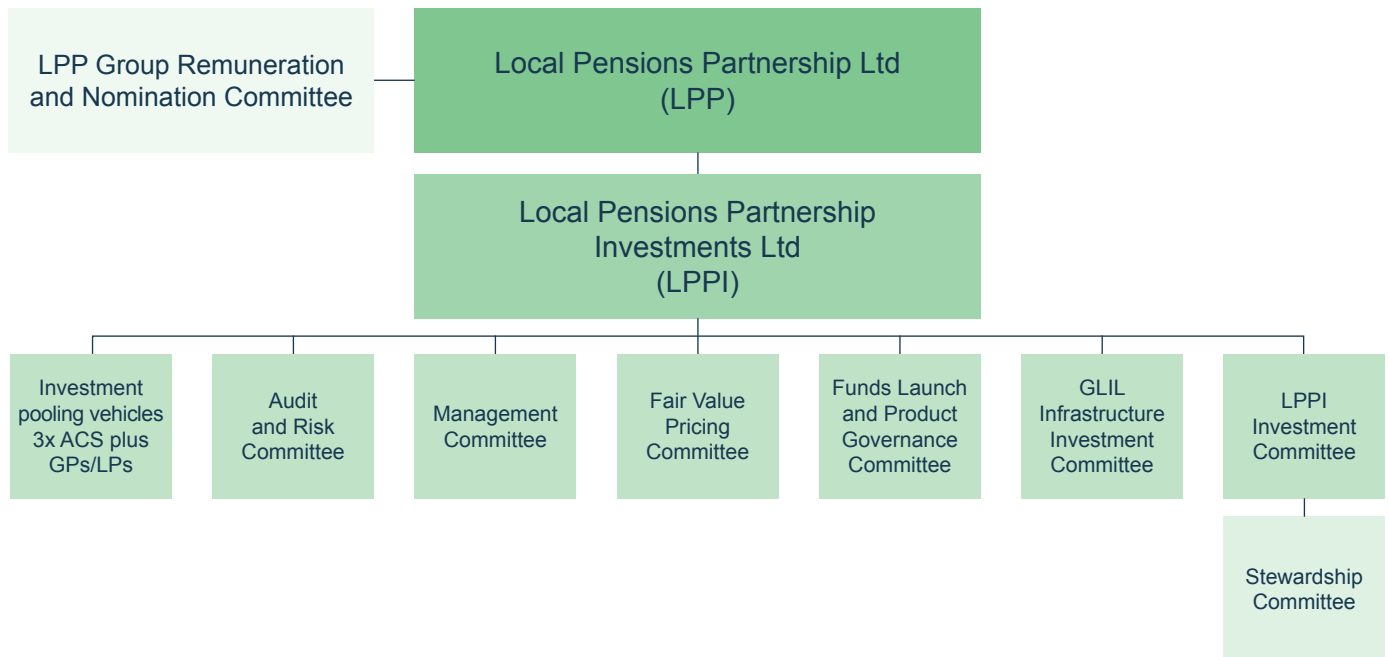 LPP Group Remuneration
and Nomination Committee
Local Pensions Partnership Ltd
(LPP)
Local Pensions Partnership
Investments Ltd
(LPPI)
Investment
pooling vehicles
3x ACS plus
GPs/LPs
Audit
and Risk
Committee
Management
Committee
Fair Value
Pricing
Committee
Funds Launch
and Product
Governance
Committee
GLIL
Infrastructure
Investment
Committee
LPPI
Investment
Committee
Stewardship
Committee